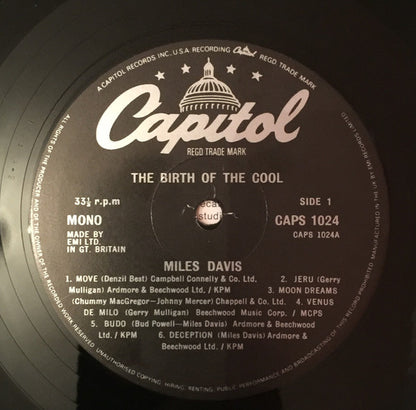 A CAPITOL RECORDS INC., U.S.A. RECORDING Capitol REGD. TRADE MARK
Capitol
REGD TRADE MARK
THE BIRTH OF THE COOL
33⅓ r.p.m
SIDE 1
MONO
CAPS 1024
MADE BY
EMI LTD.
IN GT. BRITAIN
CAPS 1024A
MILES DAVIS
1. MOVE (Denzil Best) Campbell Connelly & Co. Ltd. 2. JERU (Gerry
Mulligan) Ardmore & Beechwood Ltd. / KPM 3. MOON DREAMS
(Chummy MacGregor—Johnny Mercer) Chappell & Co. Ltd. 4. VENUS
DE MILO (Gerry Mulligan) Beechwood Music Corp. / MCPS
5. BUDO (Bud Powell—Miles Davis) Ardmore & Beechwood
Ltd. / KPM 6. DECEPTION (Miles Davis) Ardmore &
Beechwood Ltd. / KPM
ALL RIGHTS OF THE PRODUCER AND OF THE OWNER OF THE RECORDED WORK RESERVED. UNAUTHORISED COPYING, HIRING, RENTING, PUBLIC PERFORMANCE AND BROADCASTING OF THIS RECORD PROHIBITED.
BY EMI RECORDS LIMITED